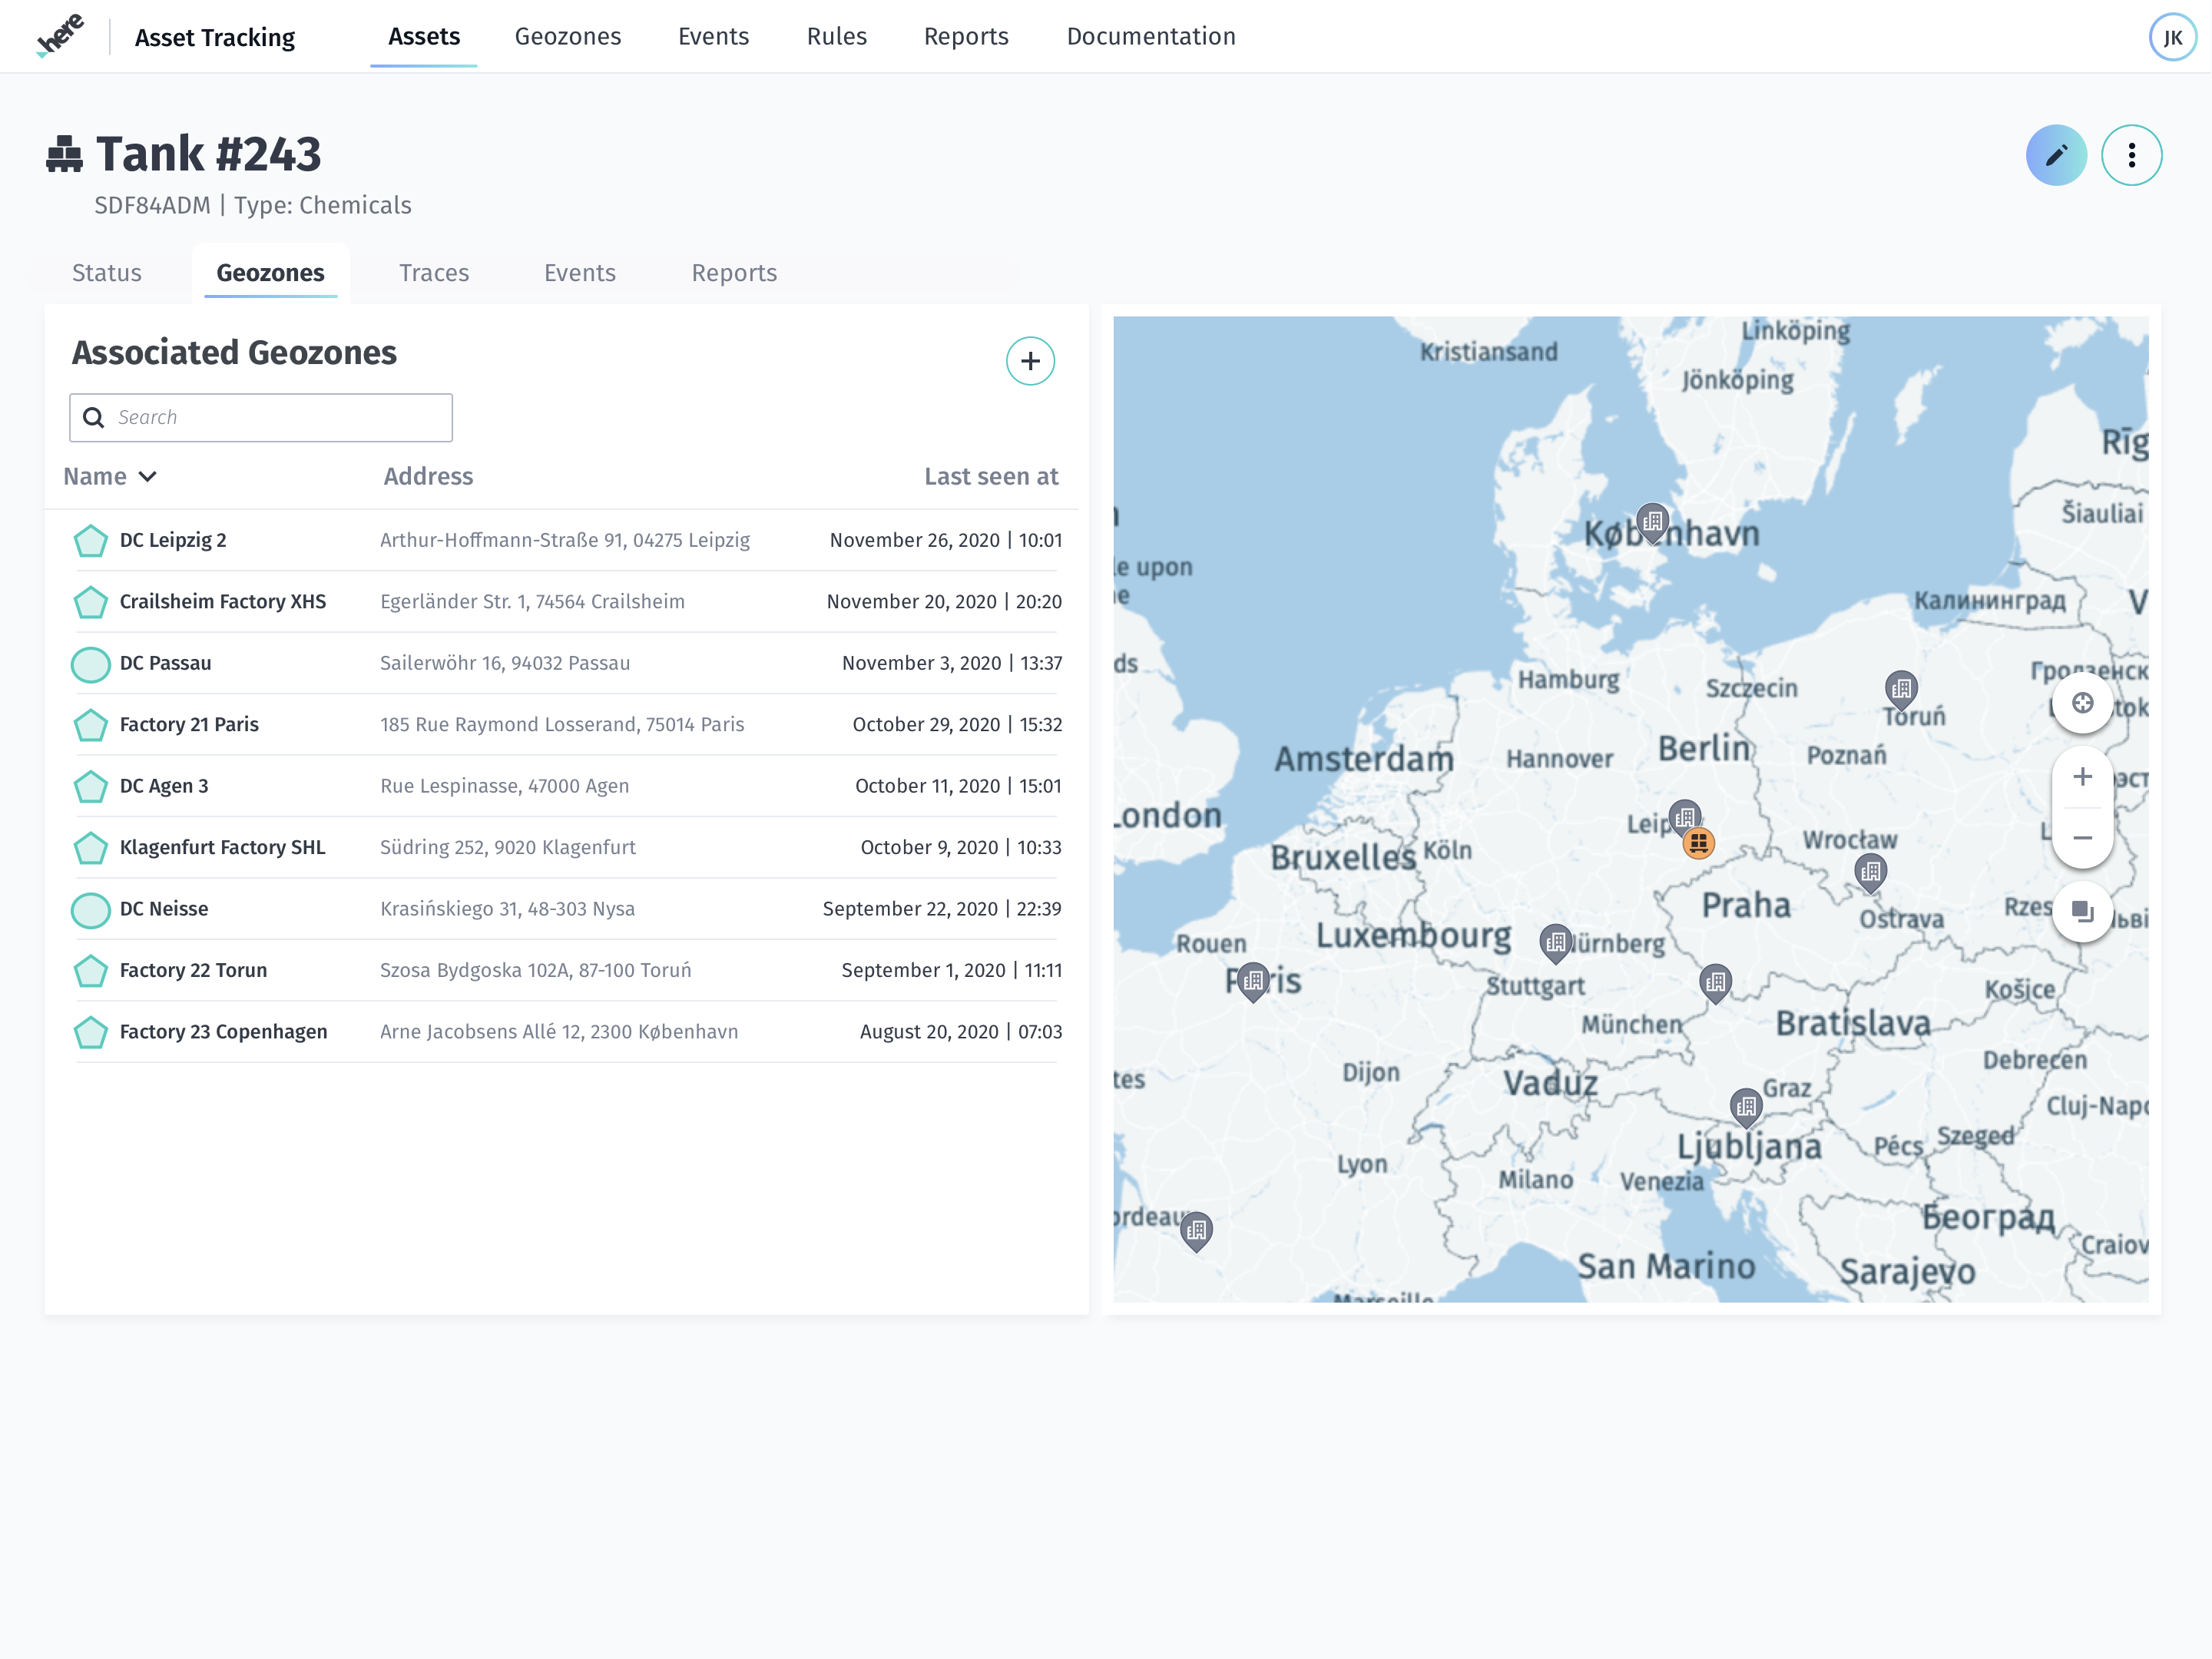 here
Asset Tracking
Assets
Geozones
Events
Rules
Reports
Documentation
JK
Tank #243
SDF84ADM | Type: Chemicals
Status
Geozones
Traces
Events
Reports
Associated Geozones
Search
Name
Address
Last seen at
DC Leipzig 2
Arthur-Hoffmann-Straße 91, 04275 Leipzig
November 26, 2020 | 10:01
Crailsheim Factory XHS
Egerländer Str. 1, 74564 Crailsheim
November 20, 2020 | 20:20
DC Passau
Sailerwöhr 16, 94032 Passau
November 3, 2020 | 13:37
Factory 21 Paris
185 Rue Raymond Losserand, 75014 Paris
October 29, 2020 | 15:32
DC Agen 3
Rue Lespinasse, 47000 Agen
October 11, 2020 | 15:01
Klagenfurt Factory SHL
Südring 252, 9020 Klagenfurt
October 9, 2020 | 10:33
DC Neisse
Krasińskiego 31, 48-303 Nysa
September 22, 2020 | 22:39
Factory 22 Torun
Szosa Bydgoska 102A, 87-100 Toruń
September 1, 2020 | 11:11
Factory 23 Copenhagen
Arne Jacobsens Allé 12, 2300 København
August 20, 2020 | 07:03
Linköping
Kristiansand
Jönköping
Rīg
Šiauliai
København
le upon
Калининград
V
ds
Hamburg
Szczecin
Toruń
Amsterdam
Hannover
Berlin
Poznań
London
Leip
Wrocław
Bruxelles
Köln
Praha
Ostrava
Rzes
Luxembourg
Nürnberg
Rouen
Paris
Stuttgart
Košice
München
Bratislava
Debrecen
Dijon
tes
Vaduz
Graz
Cluj-Napo
Ljubljana
Pécs
Szeged
Lyon
Milano
Venezia
ordeau
Београд
Craiov
San Marino
Sarajevo